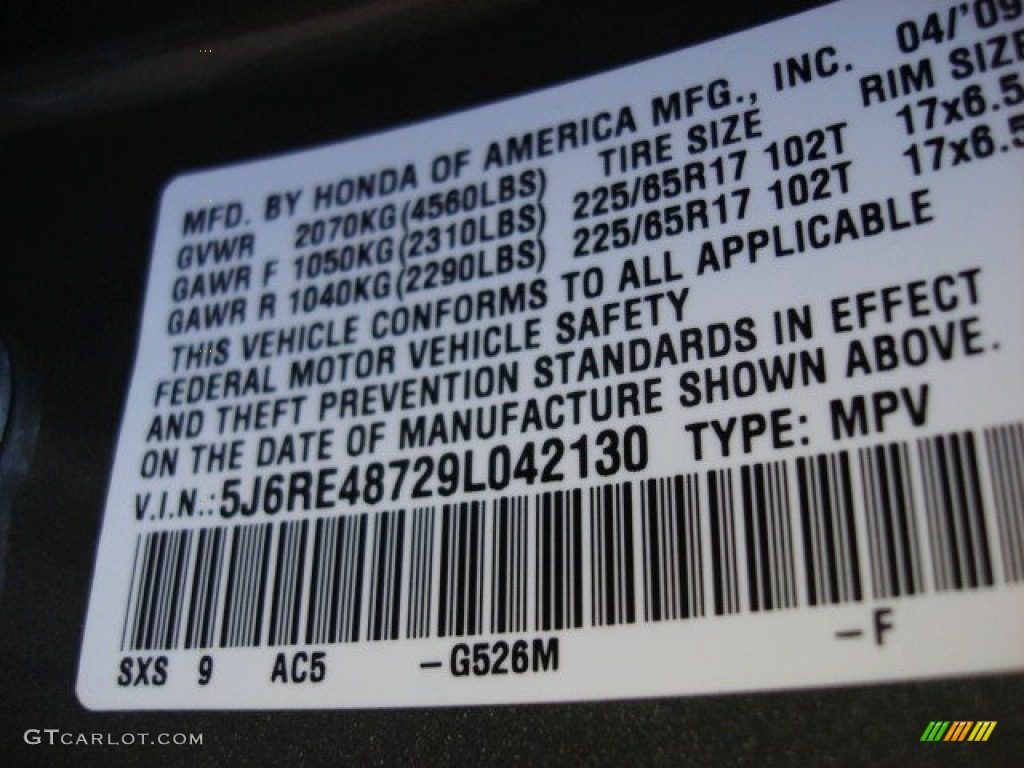 MFD. BY HONDA OF AMERICA MFG., INC. 04/'09
GVWR 2070KG(4560LBS) TIRE SIZE RIM SIZE
GAWR F 1050KG(2310LBS) 225/65R17 102T 17x6.5
GAWR R 1040KG(2290LBS) 225/65R17 102T 17x6.5
THIS VEHICLE CONFORMS TO ALL APPLICABLE
FEDERAL MOTOR VEHICLE SAFETY
AND THEFT PREVENTION STANDARDS IN EFFECT
ON THE DATE OF MANUFACTURE SHOWN ABOVE.
V.I.N.:5J6RE48729L042130 TYPE: MPV
SXS 9 AC5 –G526M –F
GTCARLOT.COM